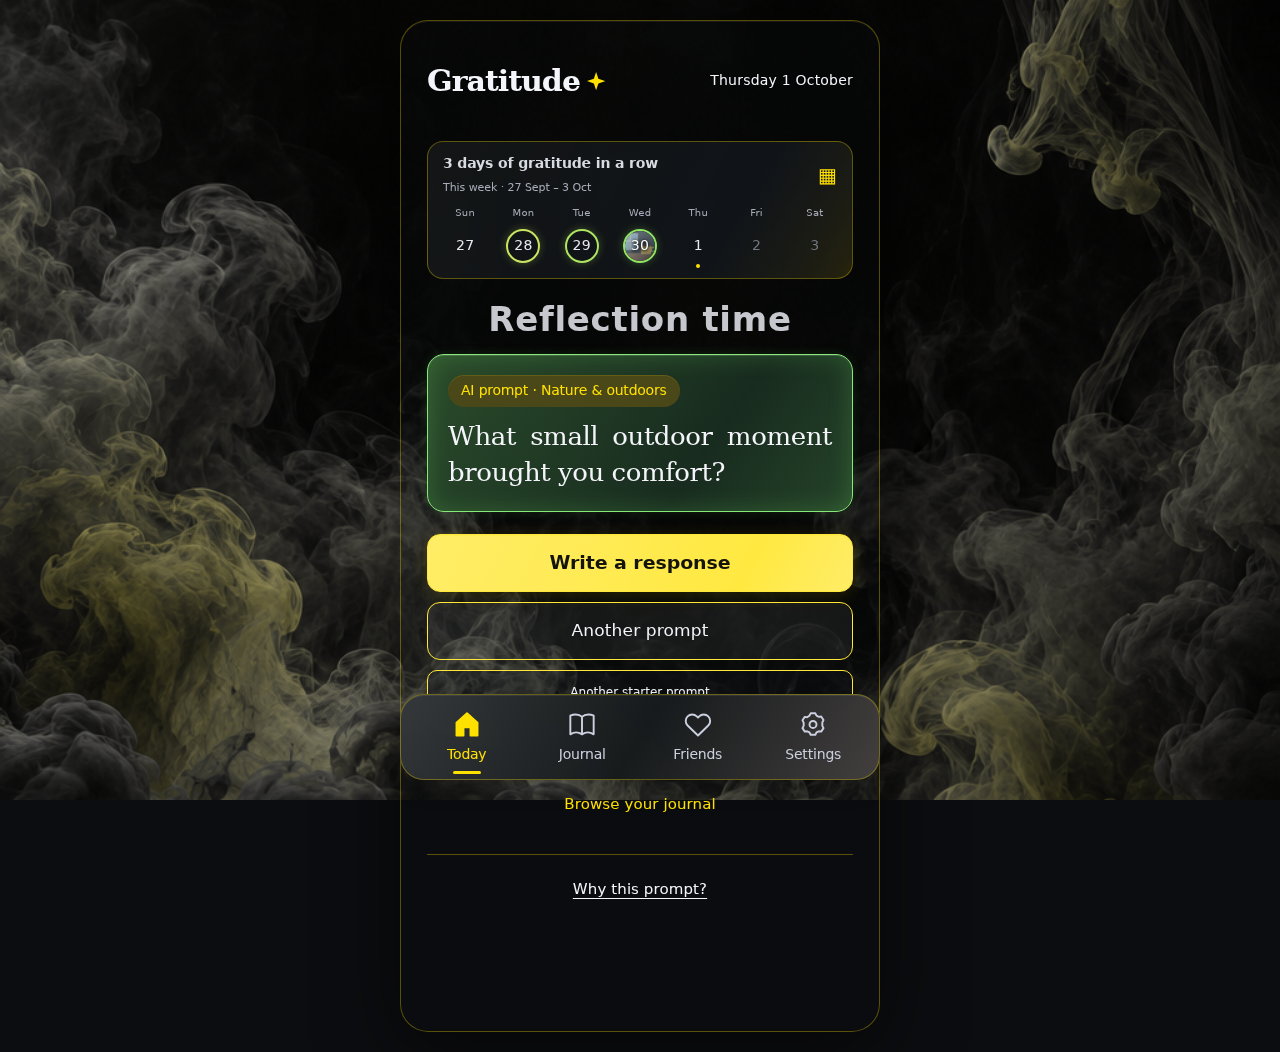 Gratitude
Thursday 1 October
3 days of gratitude in a row
This week · 27 Sept – 3 Oct
Sun Mon Tue Wed Thu Fri Sat
27 28 29 30 1 2 3
Reflection time
AI prompt · Nature & outdoors
What small outdoor moment
brought you comfort?
Write a response
Another prompt
Another starter prompt
Today Journal Friends Settings
Browse your journal
Why this prompt?